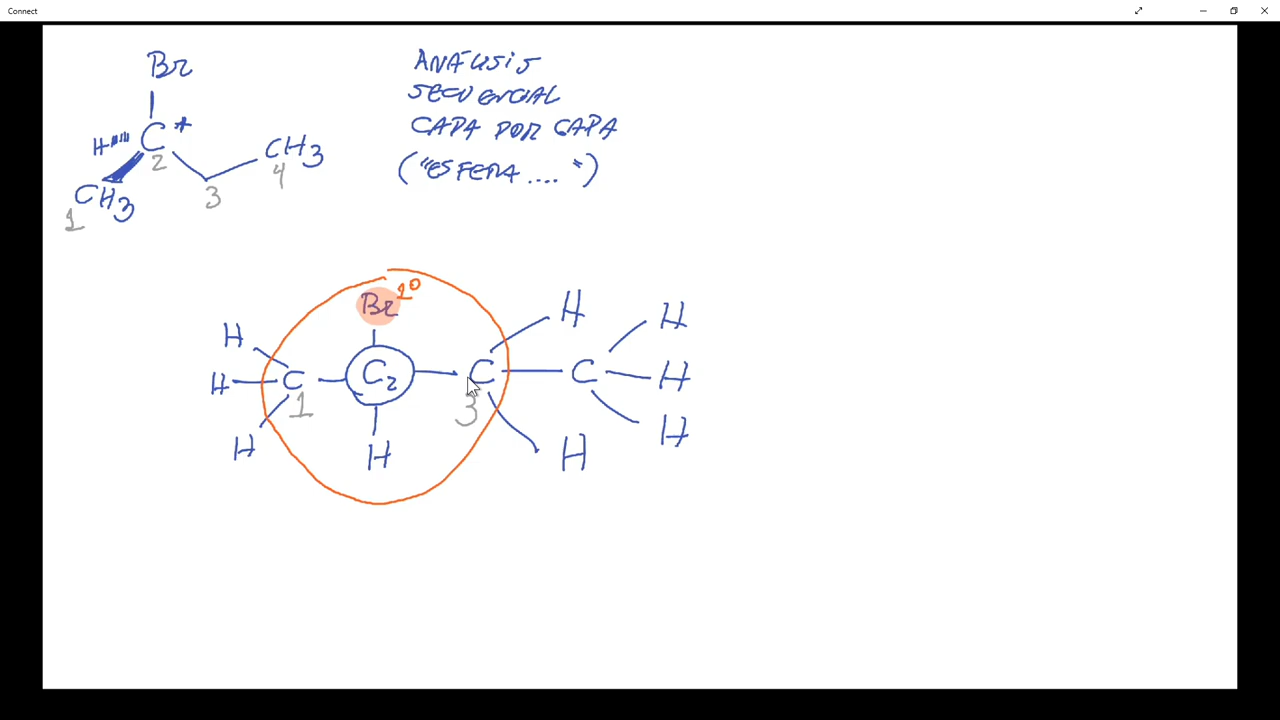 Connect
Br
H C *
2
CH3
4
CH3
3
1
ANÁLISIS
SECUENCIAL
CAPA POR CAPA
("ESFERA .... ")
Br 1º
H H H
H
H C C2 C C H
1 3
H H H H